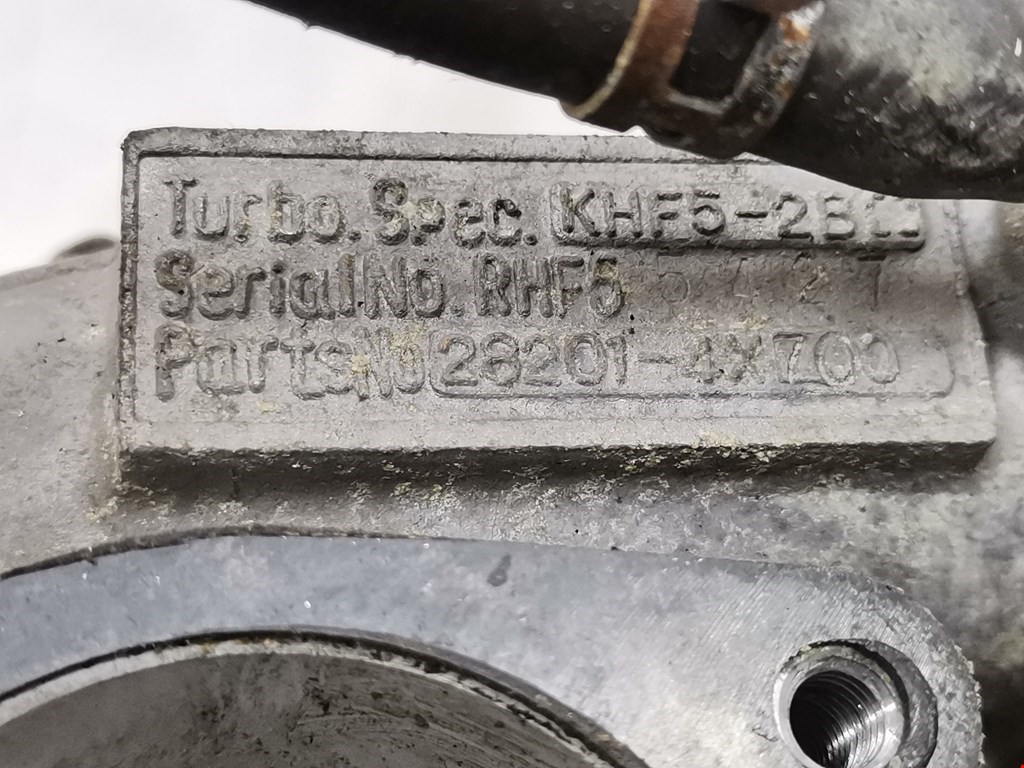 Turbo. Spec. KHF5-2B
Serial No. RHF5
Parts No 28201-4X700